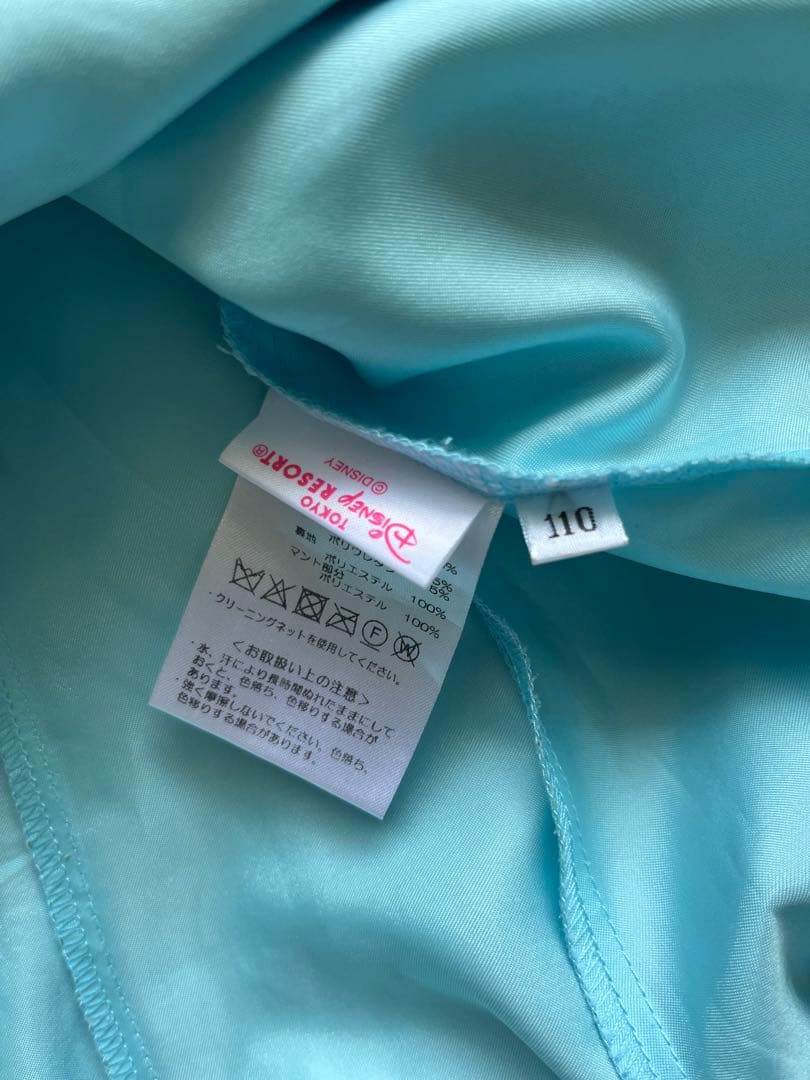 TOKYO
DISNEY RESORT®
©DISNEY
110
%
5%
5%
裏地
ポリエステル 100%
マント部分
ポリエステル 100%
F
W
・クリーニングネットを使用してください。
＜お取扱い上の注意＞
・水、汗により長時間ぬれたままにして
おくと、色落ち、色移りする場合が
あります。
・強く摩擦しないでください。色落ち、
色移りする場合があります。